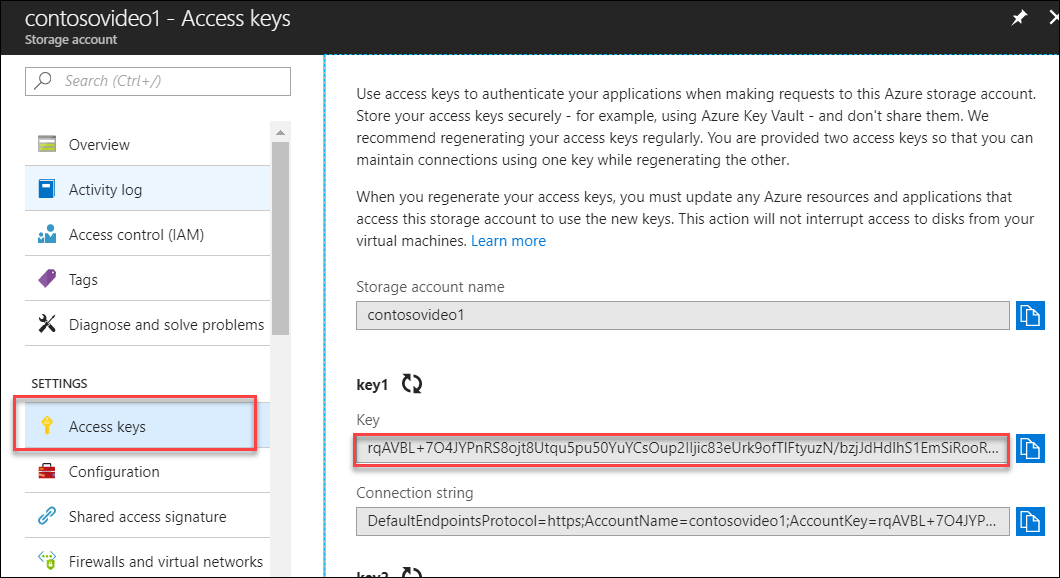 contosovideo1 - Access keys
Storage account
Search (Ctrl+/)
Overview
Activity log
Access control (IAM)
Tags
Diagnose and solve problems
SETTINGS
Access keys
Configuration
Shared access signature
Firewalls and virtual networks
Use access keys to authenticate your applications when making requests to this Azure storage account.
Store your access keys securely - for example, using Azure Key Vault - and don't share them. We
recommend regenerating your access keys regularly. You are provided two access keys so that you can
maintain connections using one key while regenerating the other.
When you regenerate your access keys, you must update any Azure resources and applications that
access this storage account to use the new keys. This action will not interrupt access to disks from your
virtual machines. Learn more
Storage account name
contosovideo1
key1
Key
rqAVBL+7O4JYPnRS8ojt8Utqu5pu50YuYCsOup2IIjic83eUrk9ofTIFtyuzN/bzjJdHdIhS1EmSiRooR...
Connection string
DefaultEndpointsProtocol=https;AccountName=contosovideo1;AccountKey=rqAVBL+7O4JYP...
key2